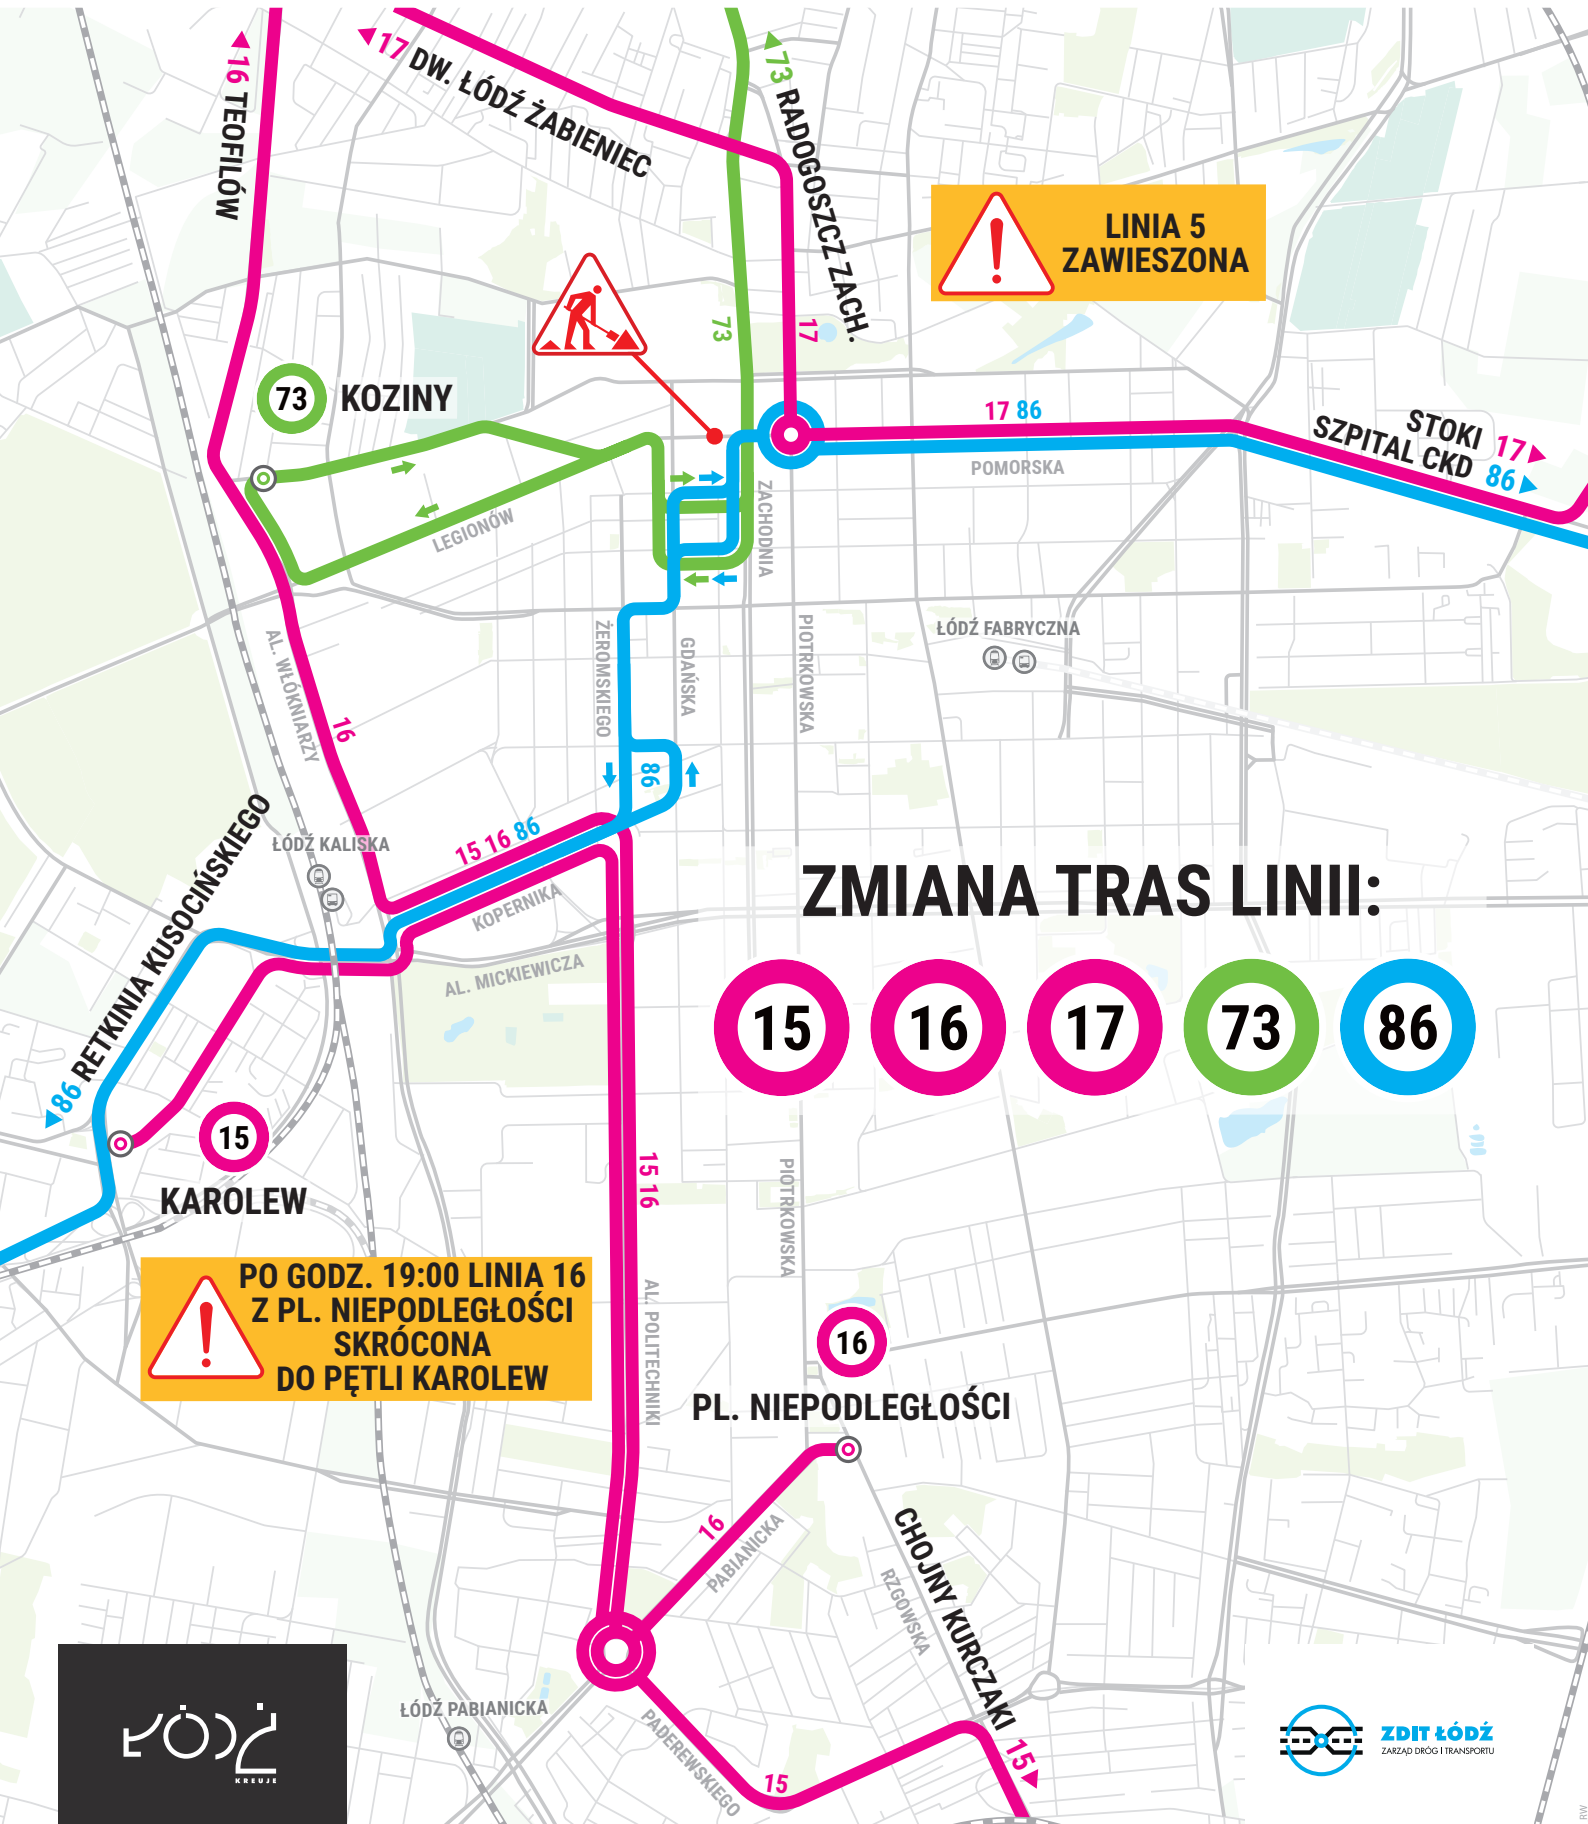 16 TEOFILÓW
17 DW. ŁÓDŹ ŻABIENIEC
73 RADOGOSZCZ ZACH.
LINIA 5
ZAWIESZONA
73
17
73
KOZINY
17 86
STOKI 17
SZPITAL CKD 86
POMORSKA
LEGIONÓW
ZACHODNIA
ŻEROMSKIEGO
GDAŃSKA
PIOTRKOWSKA
ŁÓDŹ FABRYCZNA
AL. WŁÓKNIARZY
16
86
86 RETKINIA KUSOCIŃSKIEGO
ŁÓDŹ KALISKA
15 16 86
KOPERNIKA
AL. MICKIEWICZA
ZMIANA TRAS LINII:
15
16
17
73
86
15
KAROLEW
15 16
PIOTRKOWSKA
AL. POLITECHNIKI
PO GODZ. 19:00 LINIA 16
Z PL. NIEPODLEGŁOŚCI
SKRÓCONA
DO PĘTLI KAROLEW
16
PL. NIEPODLEGŁOŚCI
16
PABIANICKA
CHOJNY KURCZAKI 15
RZGOWSKA
ŁÓDŹ PABIANICKA
PADEREWSKIEGO
15
ŁÓDŹ
KREUJE
ZDIT ŁÓDŹ
ZARZĄD DRÓG I TRANSPORTU
RW